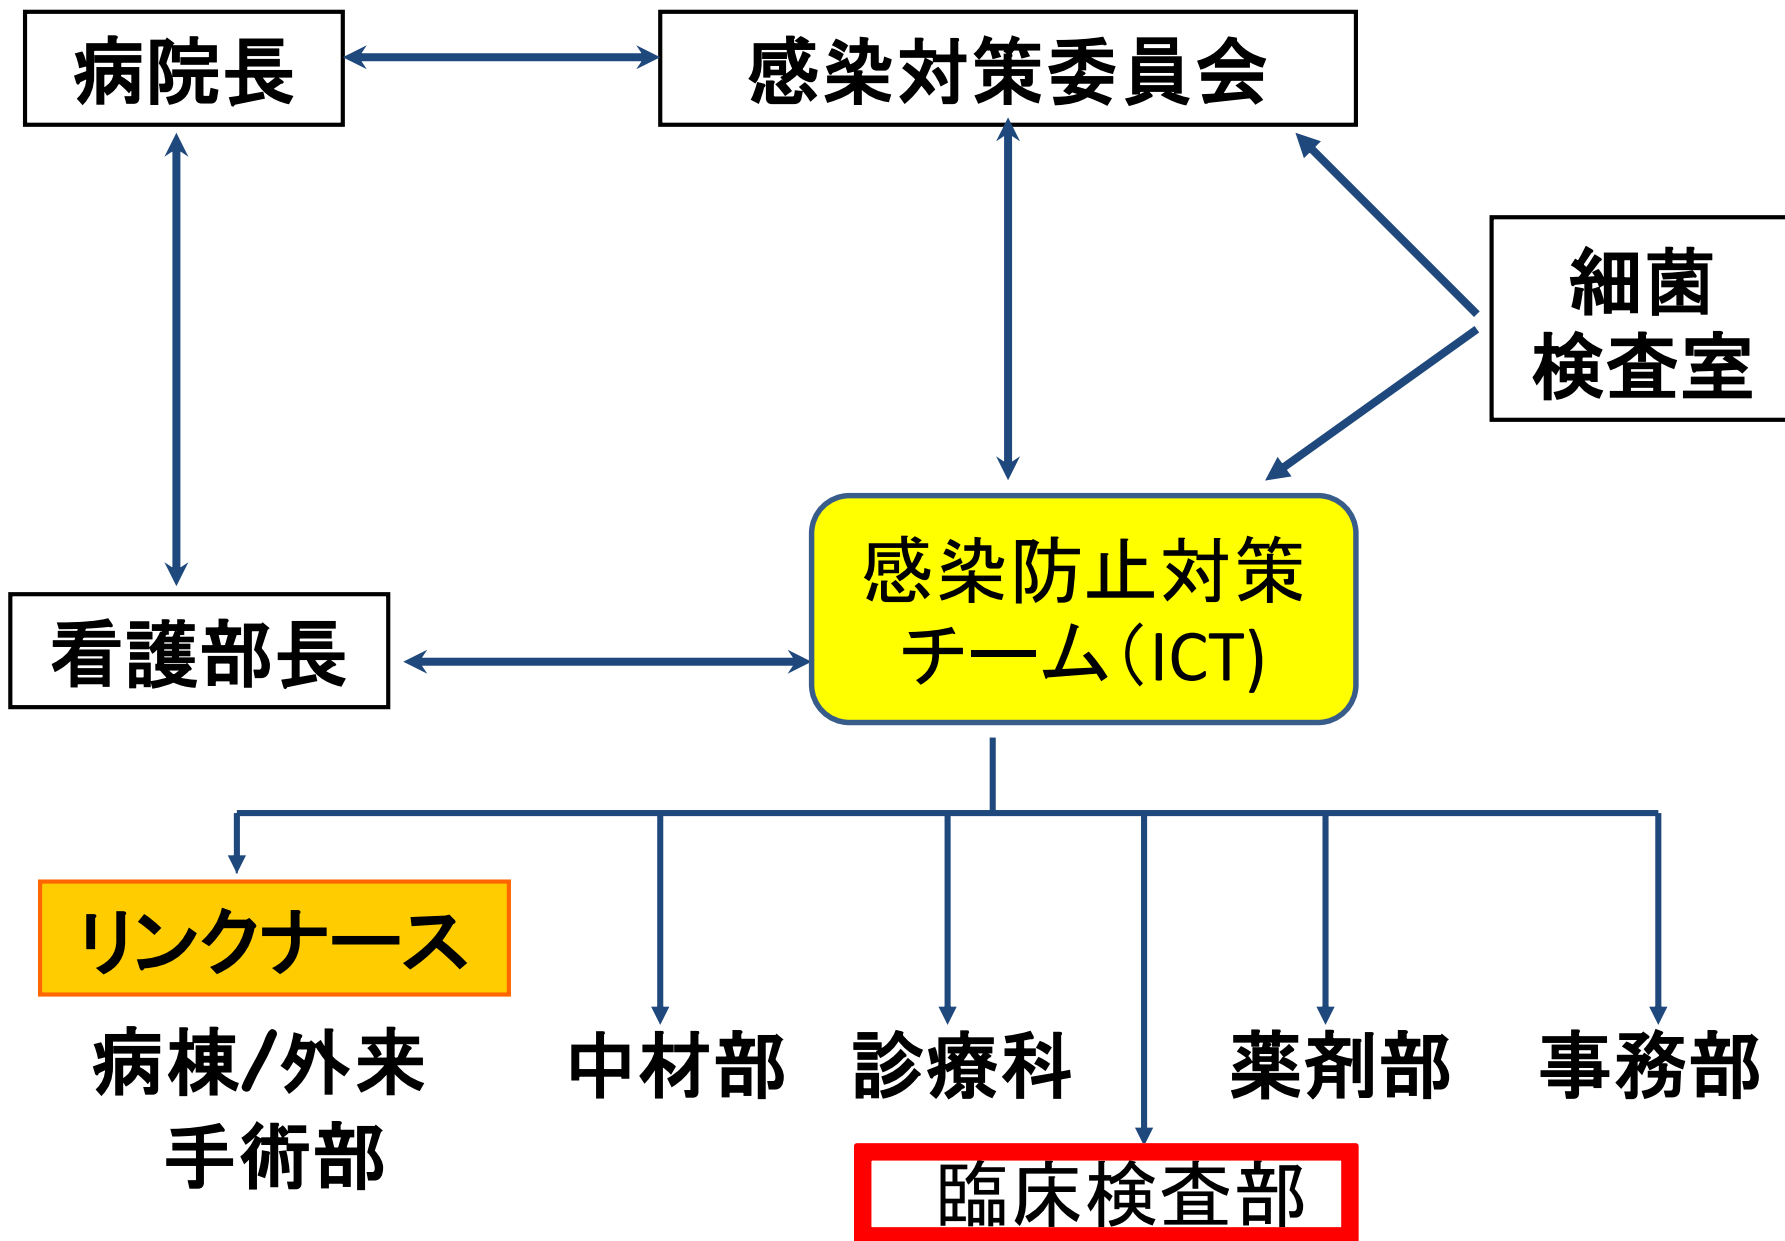 病院長
感染対策委員会
細菌
検査室
感染防止対策
チーム（ICT)
看護部長
リンクナース
病棟/外来
手術部
中材部
診療科
薬剤部
事務部
臨床検査部